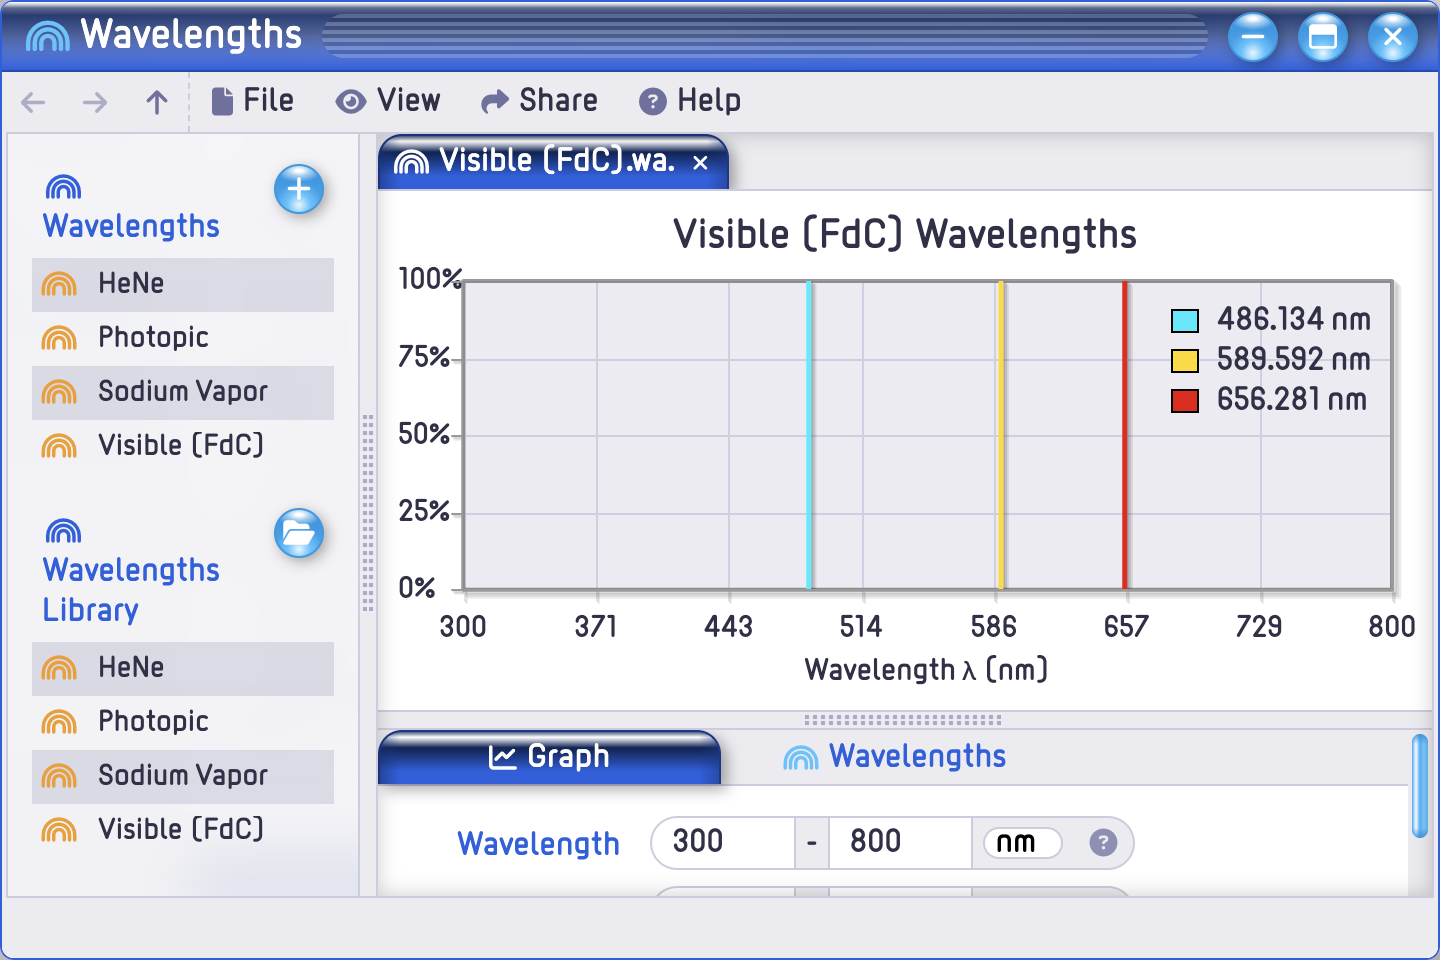 Wavelengths
File View Share Help
Wavelengths
HeNe
Photopic
Sodium Vapor
Visible (FdC)
Wavelengths
Library
HeNe
Photopic
Sodium Vapor
Visible (FdC)
Visible (FdC).wa.
Visible (FdC) Wavelengths
100%
75%
50%
25%
0%
486.134 nm
589.592 nm
656.281 nm
300 371 443 514 586 657 729 800
Wavelength λ (nm)
Graph Wavelengths
Wavelength 300 - 800 nm ?